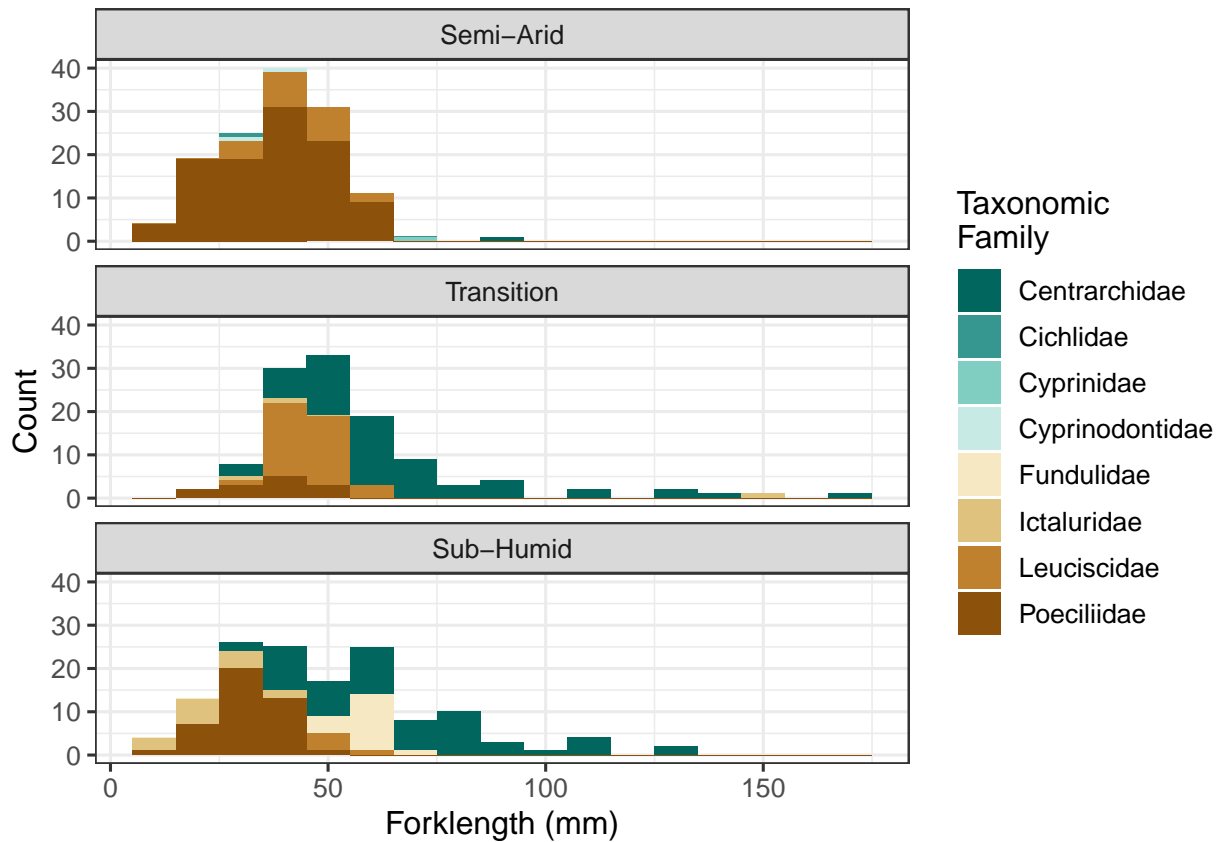 Semi−Arid
40
30
20
10
0
Transition
40
30
20
10
0
Sub−Humid
40
30
20
10
0
0 50 100 150
Forklength (mm)
Count
Taxonomic
Family
Centrarchidae
Cichlidae
Cyprinidae
Cyprinodontidae
Fundulidae
Ictaluridae
Leuciscidae
Poeciliidae